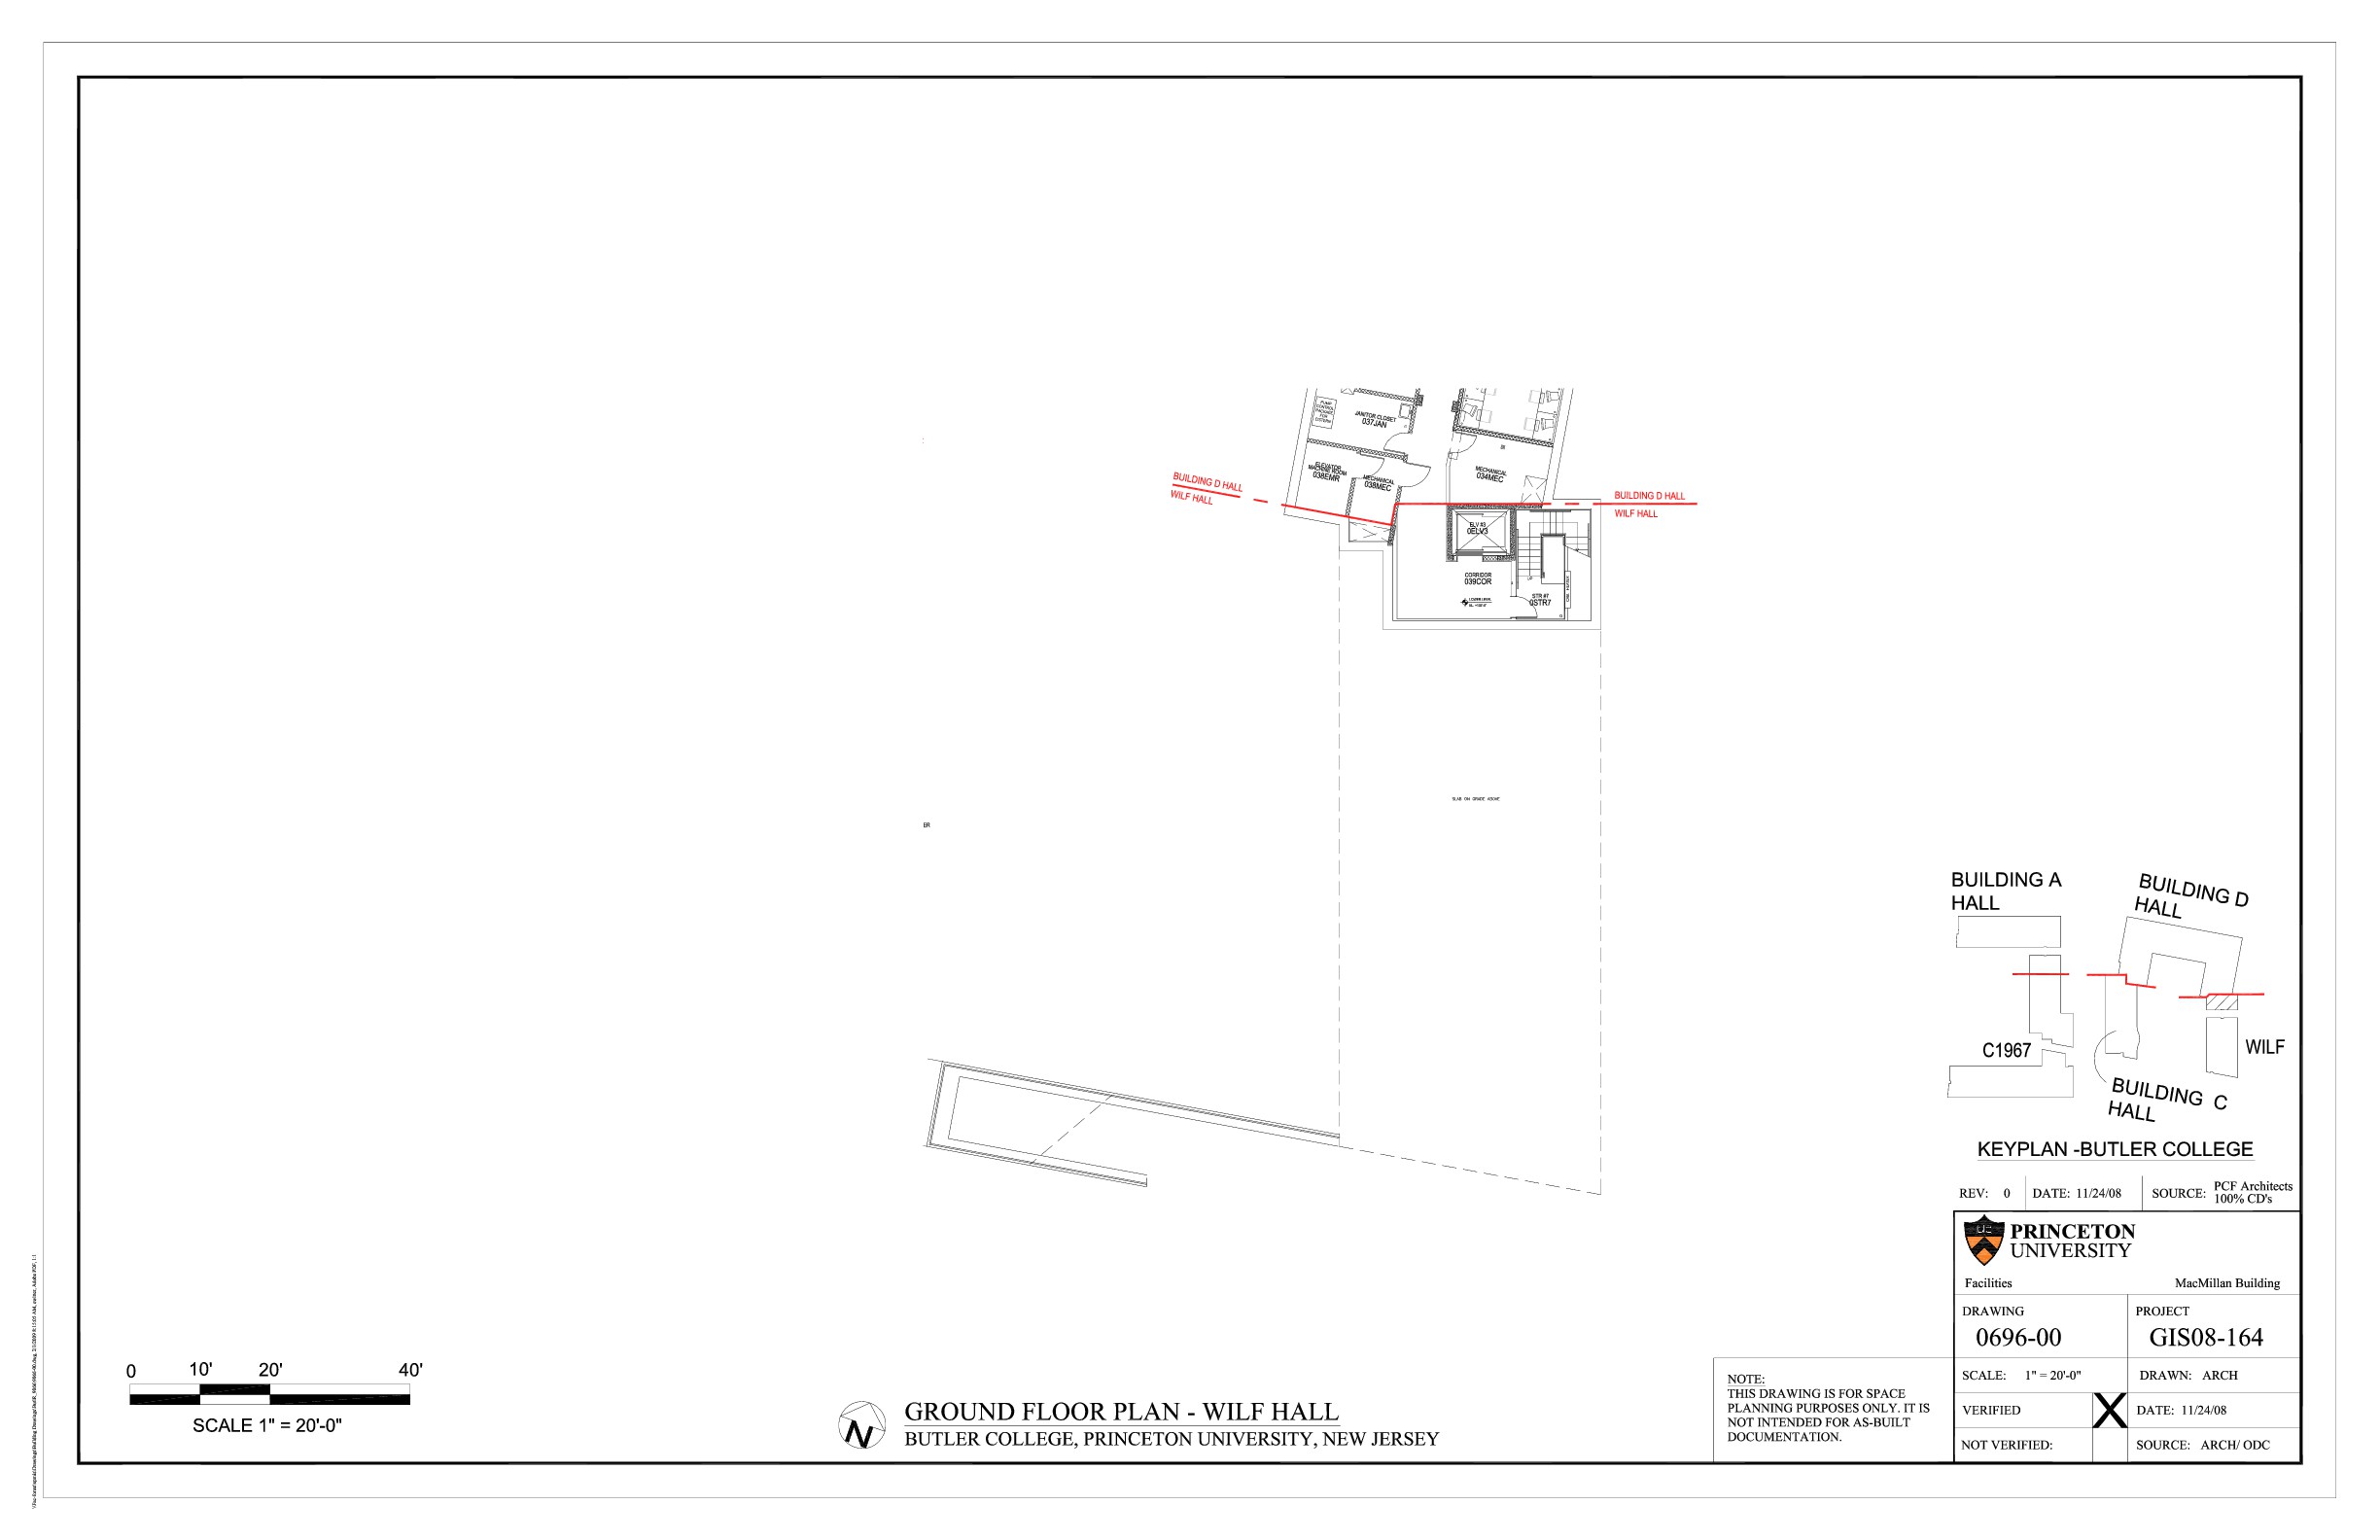 PUMP
CONTROL
PACKAGE
FOR
CISTERN
JANITOR CLOSET
037JAN
ELEVATOR
MACHINE ROOM
038EMR
MECHANICAL
038MEC
MECHANICAL
034MEC
BUILDING D HALL
WILF HALL
BUILDING D HALL
WILF HALL
ELV #3
0ELV3
CORRIDOR
039COR
STR #7
0STR7
SLAB ON GRADE ABOVE
BUILDING A
HALL
BUILDING D
HALL
C1967
WILF
BUILDING C
HALL
KEYPLAN -BUTLER COLLEGE
REV: 0
DATE: 11/24/08
SOURCE: PCF Architects
100% CD's
PRINCETON
UNIVERSITY
Facilities
MacMillan Building
DRAWING
0696-00
PROJECT
GIS08-164
SCALE: 1" = 20'-0"
DRAWN: ARCH
VERIFIED
X
DATE: 11/24/08
NOT VERIFIED:
SOURCE: ARCH/ ODC
NOTE:
THIS DRAWING IS FOR SPACE
PLANNING PURPOSES ONLY. IT IS
NOT INTENDED FOR AS-BUILT
DOCUMENTATION.
0 10' 20' 40'
SCALE 1" = 20'-0"
N
GROUND FLOOR PLAN - WILF HALL
BUTLER COLLEGE, PRINCETON UNIVERSITY, NEW JERSEY